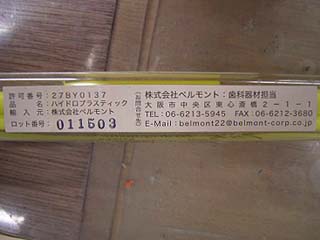 許可番号：27BY0137
品名：ハイドロプラスティック
輸入元：株式会社ベルモント
ロット番号：011503
【お問合せ先】
株式会社ベルモント：歯科器材担当
大阪市中央区東心斎橋2-1-1
TEL:06-6213-5945 FAX:06-6212-3680
E-Mail：belmont22@belmont-corp.co.jp